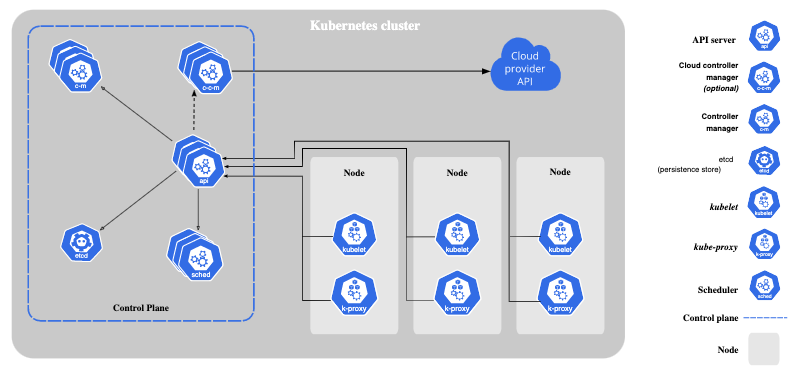 Kubernetes cluster
c-m
c-c-m
Cloud
provider
API
api
etcd
sched
Control Plane
Node
kubelet
k-proxy
Node
kubelet
k-proxy
Node
kubelet
k-proxy
API server
api
Cloud controller
manager
(optional)
c-c-m
Controller
manager
c-m
etcd
(persistence store)
etcd
kubelet
kubelet
kube-proxy
k-proxy
Scheduler
sched
Control plane
Node